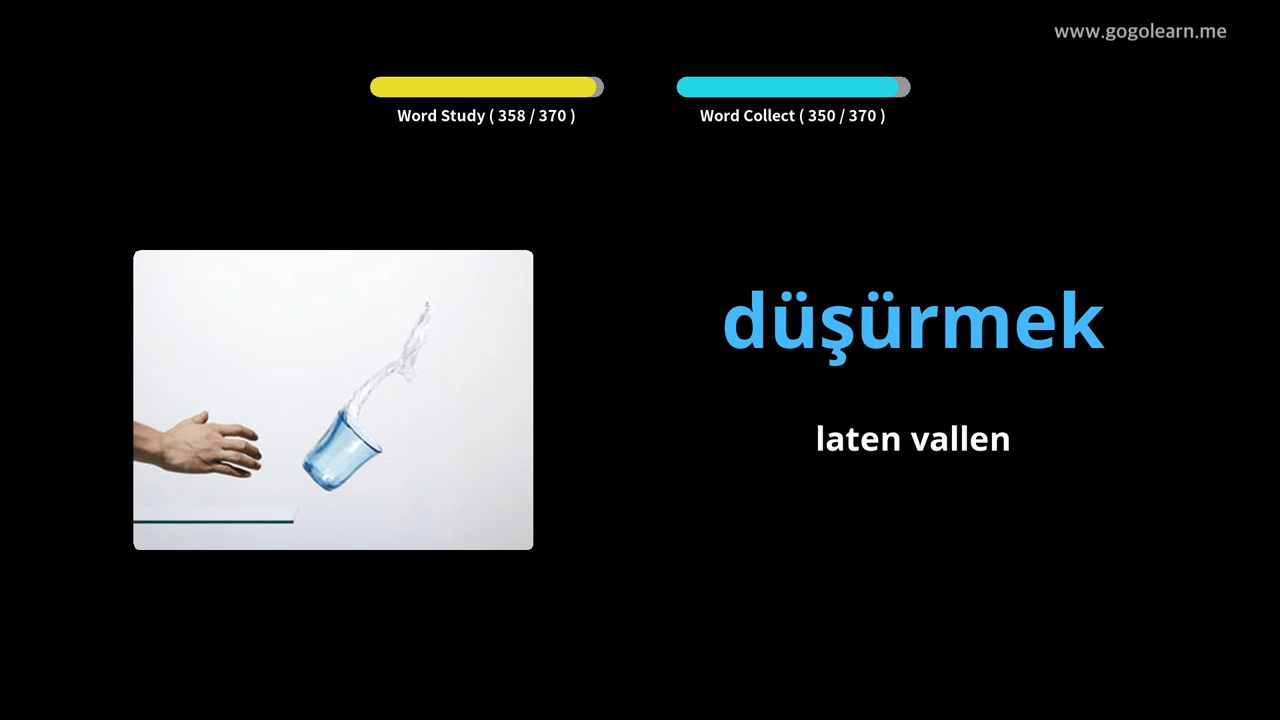 www.gogolearn.me
Word Study ( 358 / 370 )
Word Collect ( 350 / 370 )
düşürmek
laten vallen